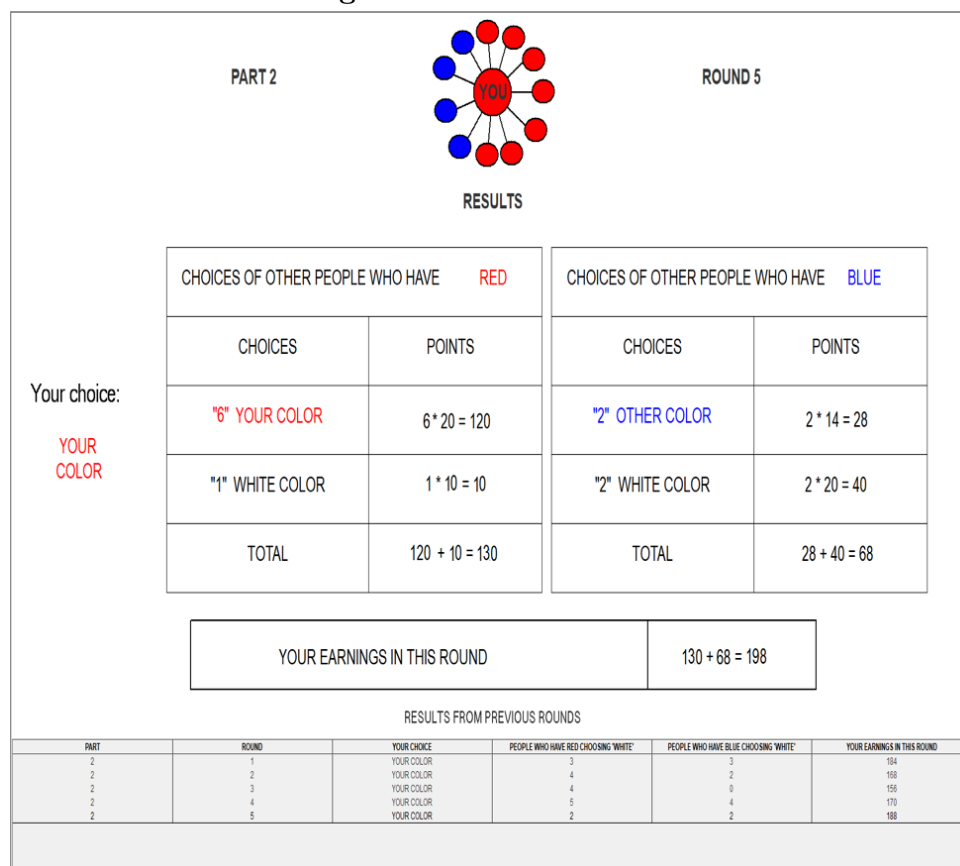 PART 2
YOU
ROUND 5
RESULTS
Your choice:
YOUR
COLOR
CHOICES OF OTHER PEOPLE WHO HAVE RED
CHOICES POINTS
"6" YOUR COLOR 6 * 20 = 120
"1" WHITE COLOR 1 * 10 = 10
TOTAL 120 + 10 = 130
CHOICES OF OTHER PEOPLE WHO HAVE BLUE
CHOICES POINTS
"2" OTHER COLOR 2 * 14 = 28
"2" WHITE COLOR 2 * 20 = 40
TOTAL 28 + 40 = 68
YOUR EARNINGS IN THIS ROUND 130 + 68 = 198
RESULTS FROM PREVIOUS ROUNDS
PART ROUND YOUR CHOICE PEOPLE WHO HAVE RED CHOOSING 'WHITE' PEOPLE WHO HAVE BLUE CHOOSING 'WHITE' YOUR EARNINGS IN THIS ROUND
2 1 YOUR COLOR 3 3 184
2 2 YOUR COLOR 4 2 168
2 3 YOUR COLOR 4 0 156
2 4 YOUR COLOR 5 4 170
2 5 YOUR COLOR 2 2 188